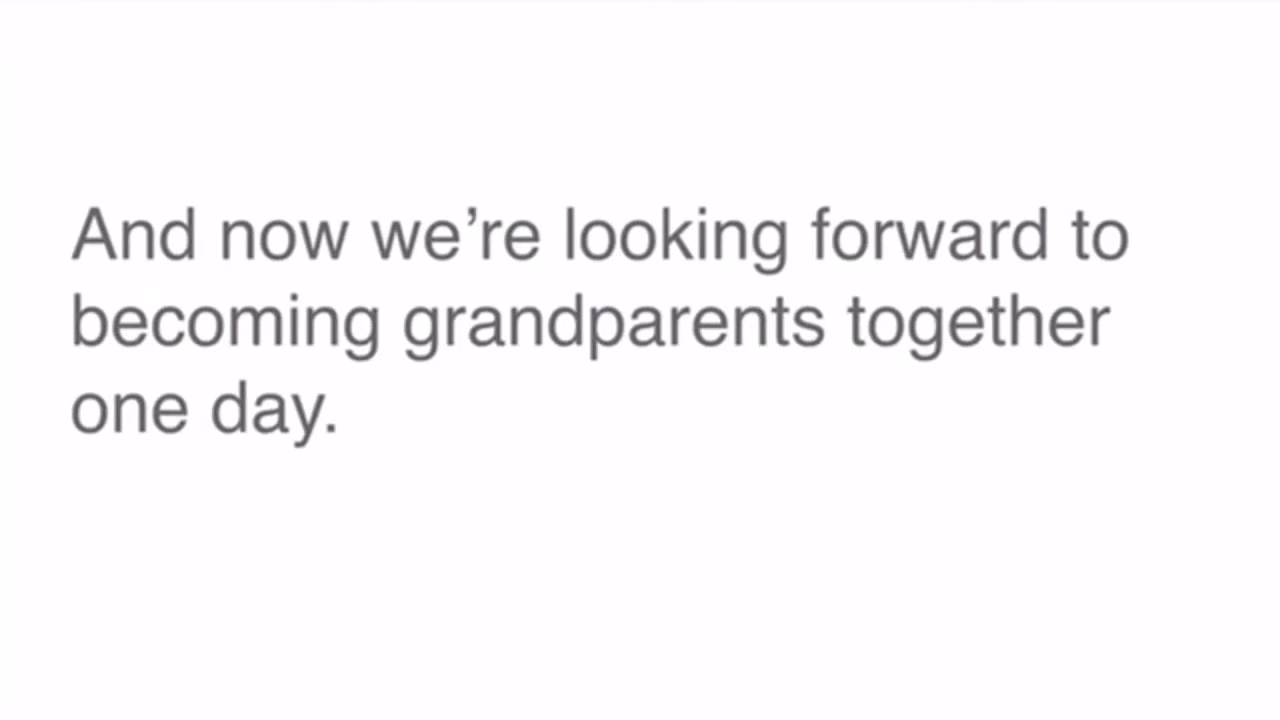 And now we’re looking forward to
becoming grandparents together
one day.